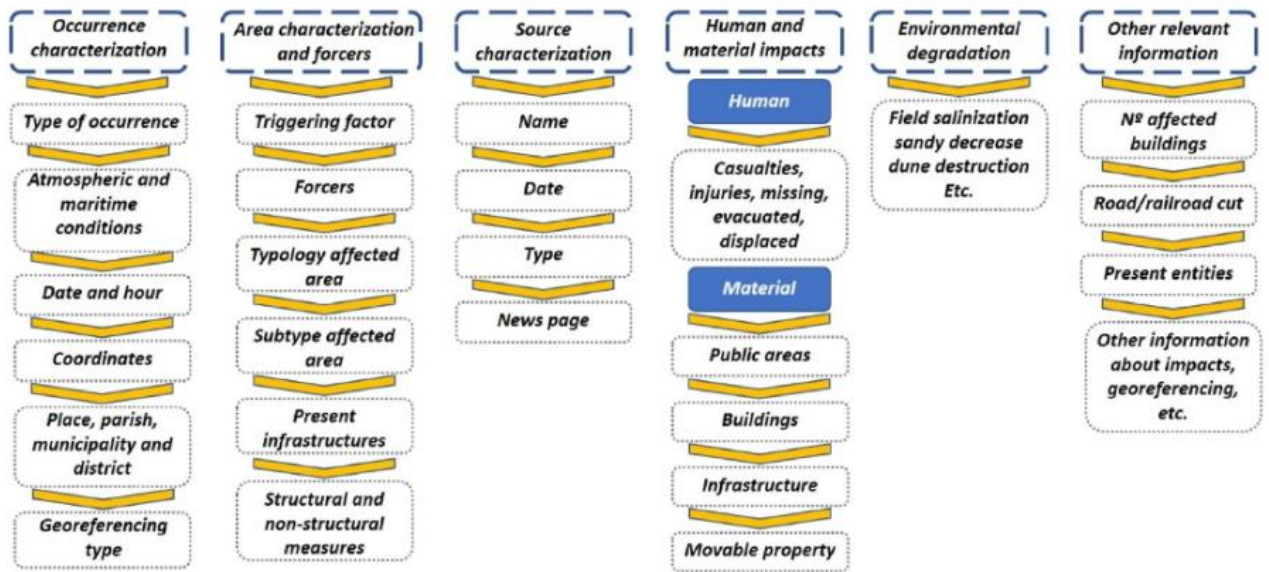 Occurrence
characterization
Type of occurrence
Atmospheric and
maritime
conditions
Date and hour
Coordinates
Place, parish,
municipality and
district
Georeferencing
type
Area characterization
and forcers
Triggering factor
Forcers
Typology affected
area
Subtype affected
area
Present
infrastructures
Structural and
non-structural
measures
Source
characterization
Name
Date
Type
News page
Human and
material impacts
Human
Casualties,
injuries, missing,
evacuated,
displaced
Material
Public areas
Buildings
Infrastructure
Movable property
Environmental
degradation
Field salinization
sandy decrease
dune destruction
Etc.
Other relevant
information
Nº affected
buildings
Road/railroad cut
Present entities
Other information
about impacts,
georeferencing,
etc.